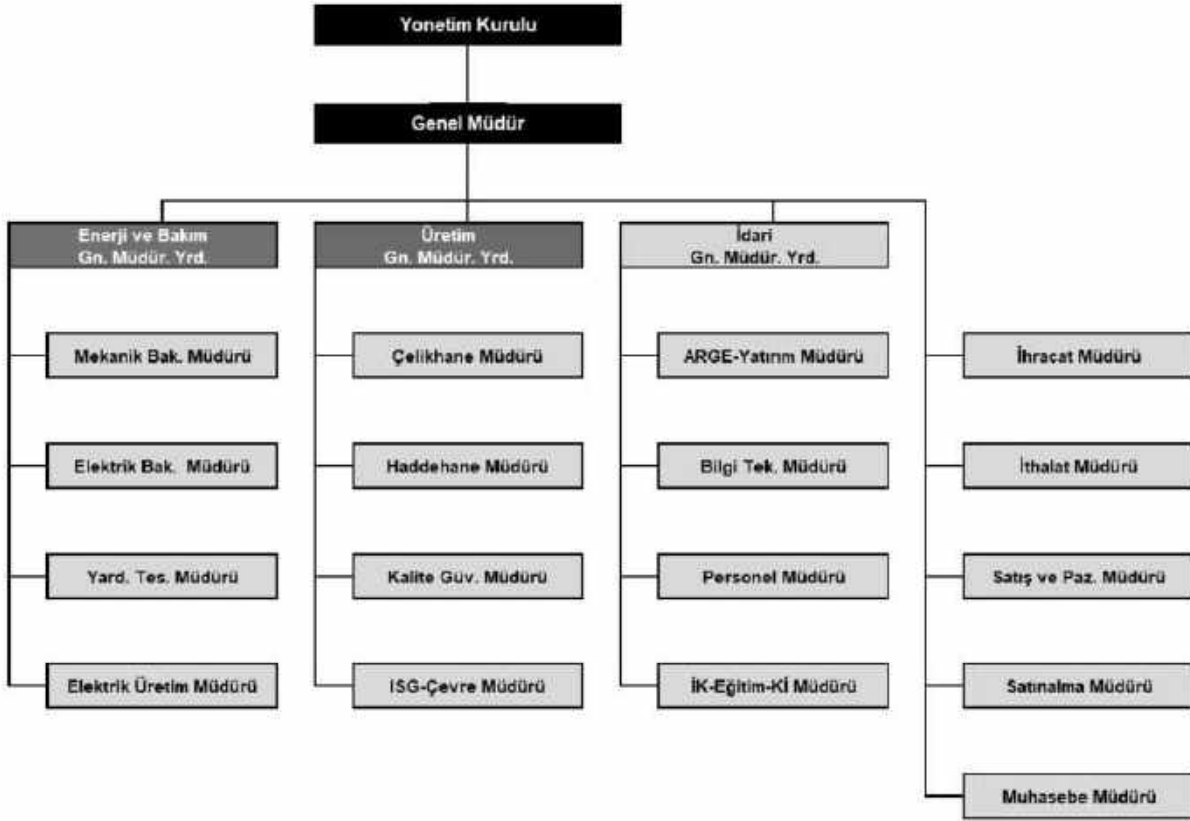 Yonetim Kurulu
Genel Müdür
Enerji ve Bakım
Gn. Müdür. Yrd.
Üretim
Gn. Müdür. Yrd.
İdari
Gn. Müdür. Yrd.
Mekanik Bak. Müdürü
Çelikhane Müdürü
ARGE-Yatırım Müdürü
İhraçat Müdürü
Elektrik Bak. Müdürü
Haddehane Müdürü
Bilgi Tek. Müdürü
İthalat Müdürü
Yard. Tes. Müdürü
Kalite Güv. Müdürü
Personel Müdürü
Satış ve Paz. Müdürü
Elektrik Üretim Müdürü
ISG-Çevre Müdürü
İK-Eğitim-Kİ Müdürü
Satınalma Müdürü
Muhasebe Müdürü